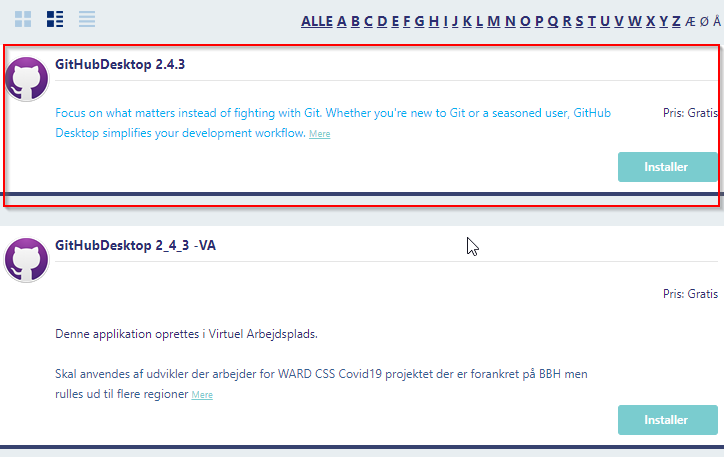 ALLE A B C D E F G H I J K L M N O P Q R S T U V W X Y Z Æ Ø Å
GitHubDesktop 2.4.3
Focus on what matters instead of fighting with Git. Whether you're new to Git or a seasoned user, GitHub
Desktop simplifies your development workflow. Mere
Pris: Gratis
Installer
GitHubDesktop 2_4_3 -VA
Pris: Gratis
Denne applikation oprettes i Virtuel Arbejdsplads.
Skal anvendes af udvikler der arbejder for WARD CSS Covid19 projektet der er forankret på BBH men
rulles ud til flere regioner Mere
Installer